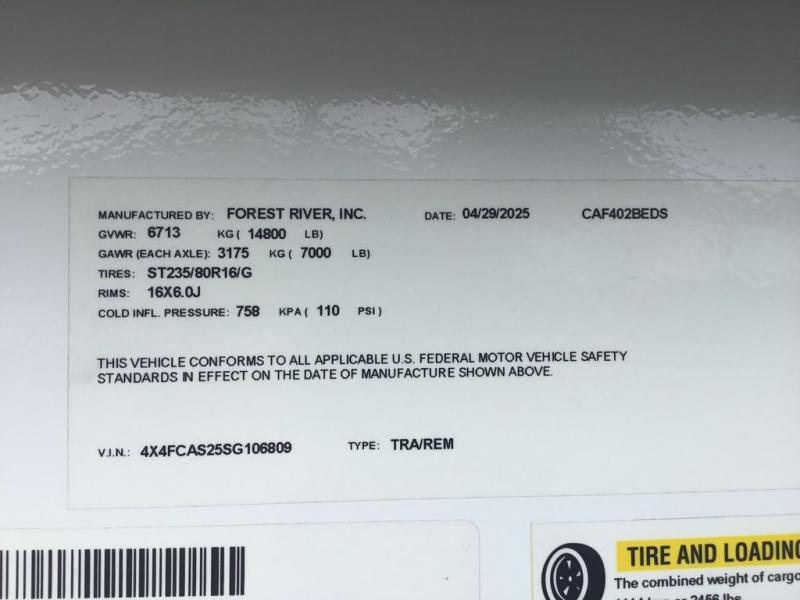 MANUFACTURED BY: FOREST RIVER, INC. DATE: 04/29/2025 CAF402BEDS
GVWR: 6713 KG ( 14800 LB)
GAWR (EACH AXLE): 3175 KG ( 7000 LB)
TIRES: ST235/80R16/G
RIMS: 16X6.0J
COLD INFL. PRESSURE: 758 KPA ( 110 PSI )
THIS VEHICLE CONFORMS TO ALL APPLICABLE U.S. FEDERAL MOTOR VEHICLE SAFETY
STANDARDS IN EFFECT ON THE DATE OF MANUFACTURE SHOWN ABOVE.
V.I.N.: 4X4FCAS25SG106809 TYPE: TRA/REM
TIRE AND LOADING
The combined weight of cargo